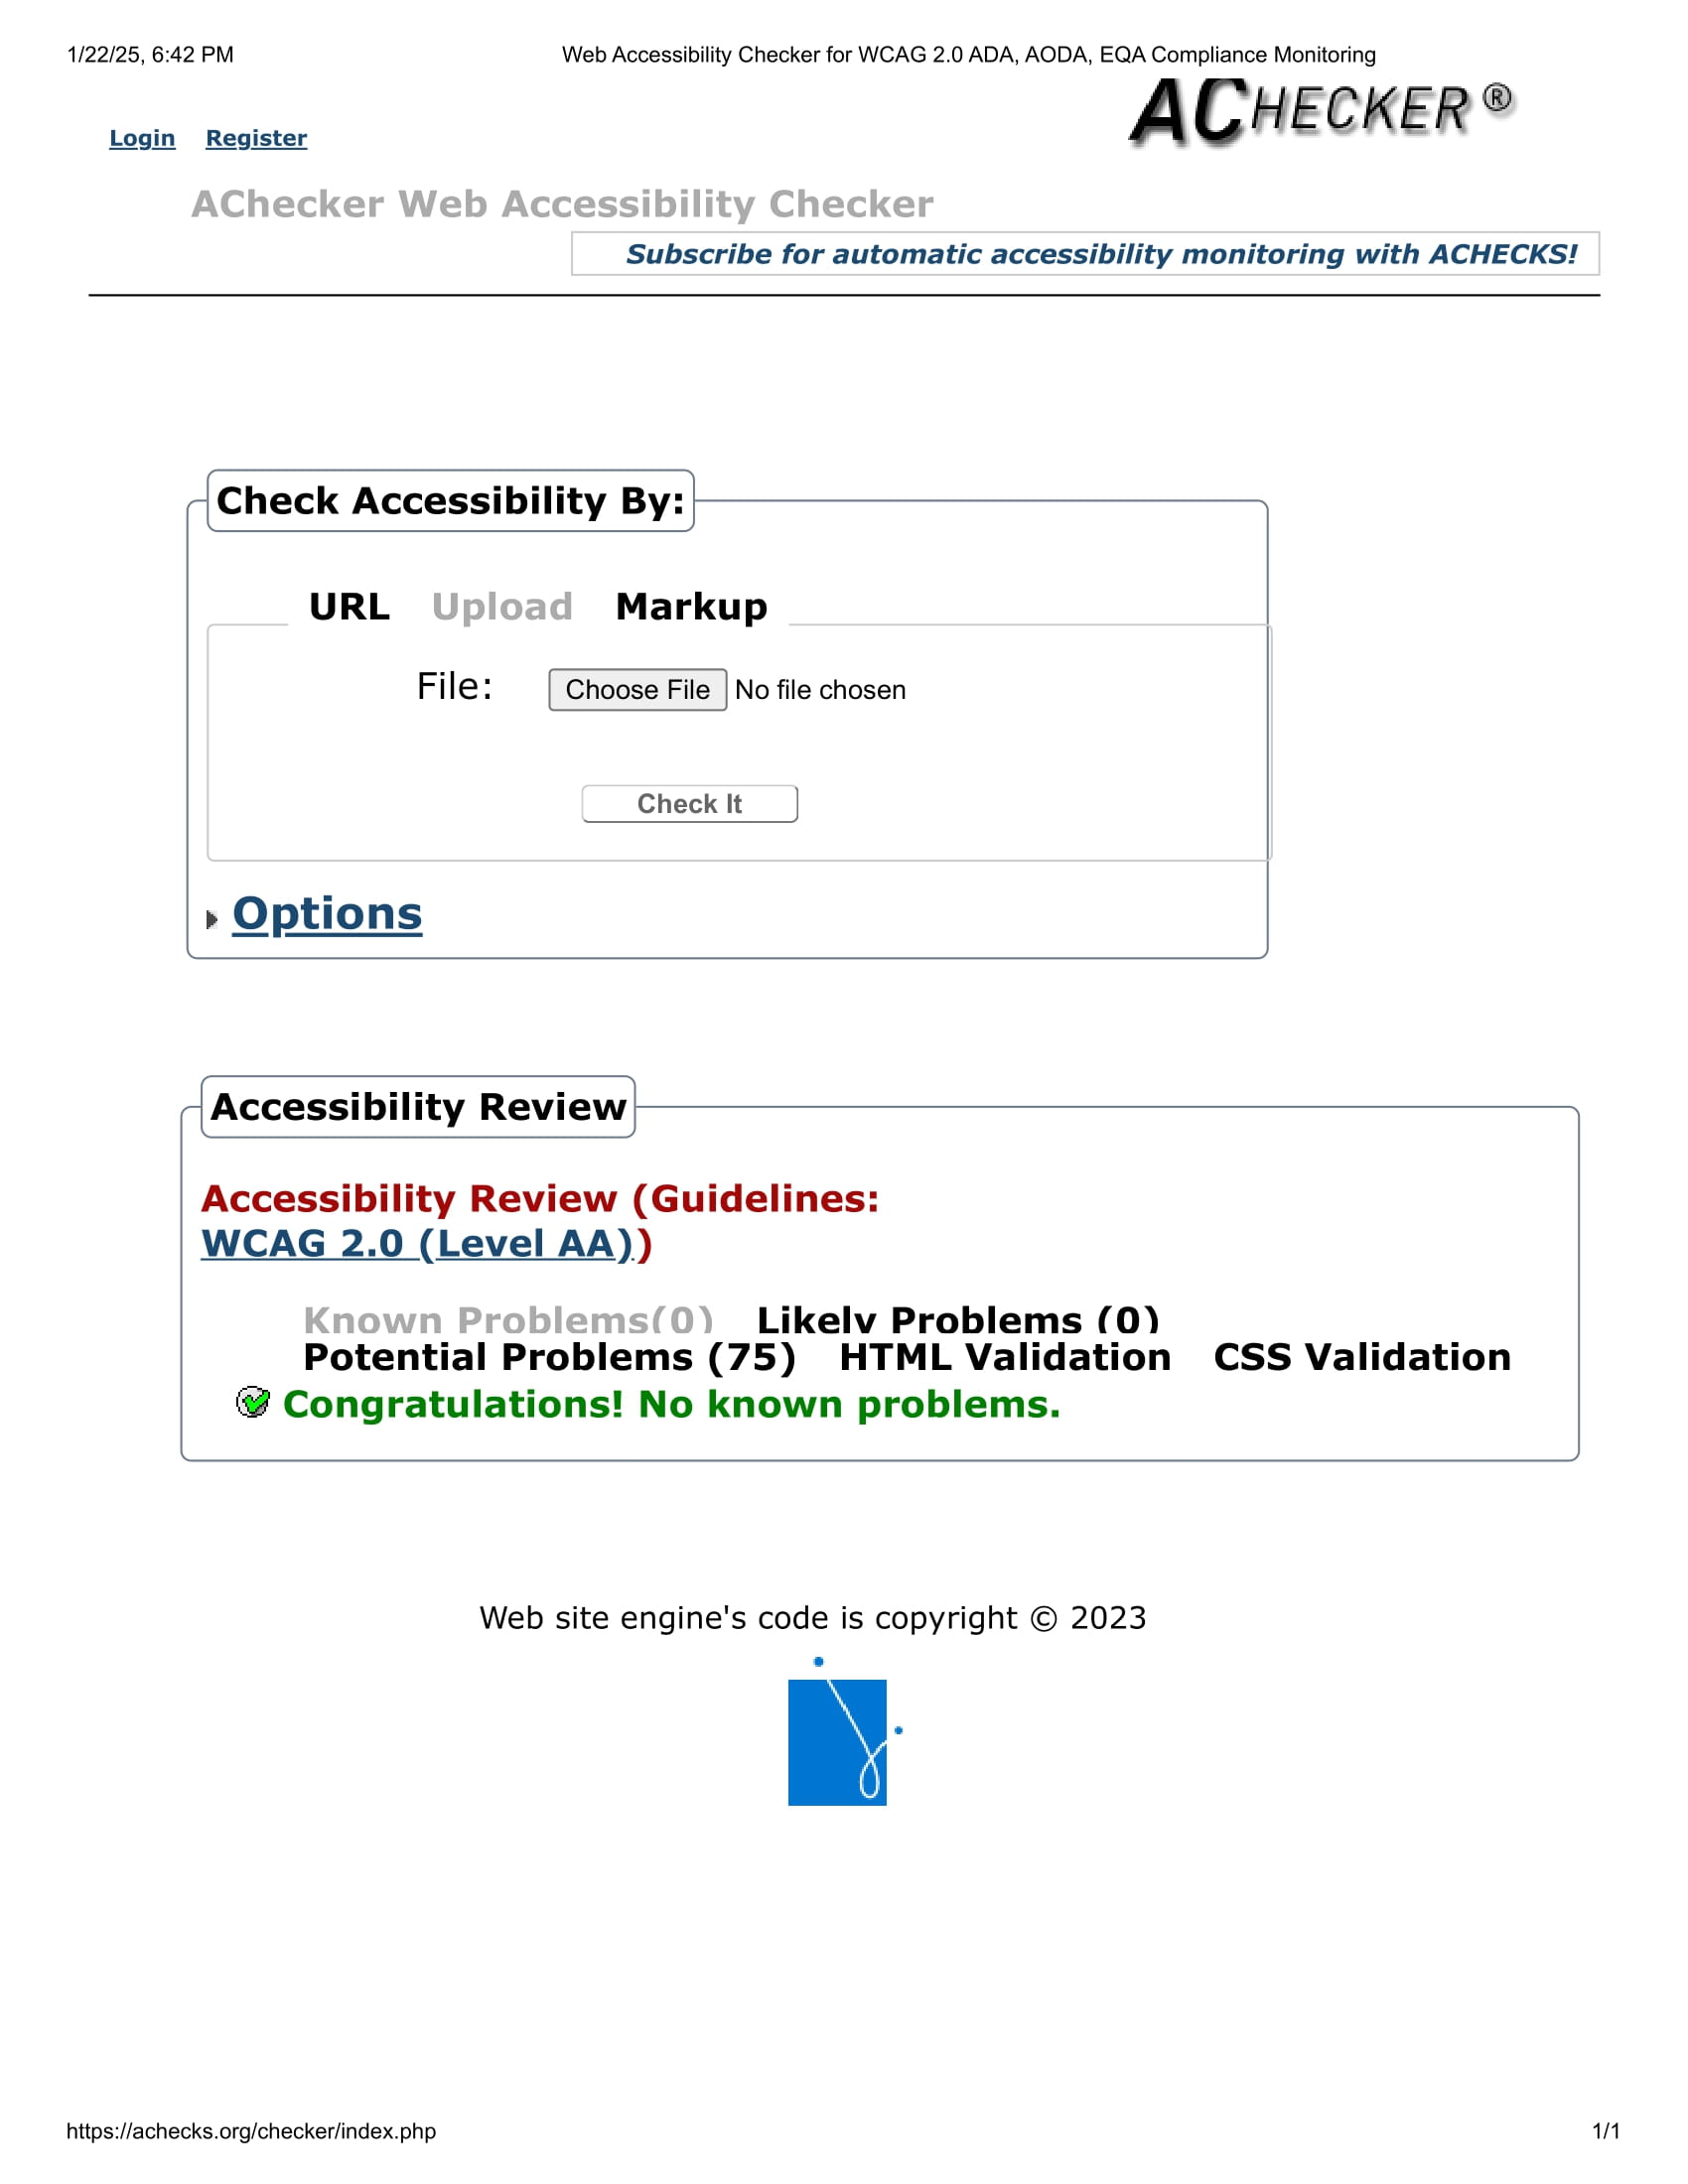 1/22/25, 6:42 PM Web Accessibility Checker for WCAG 2.0 ADA, AODA, EQA Compliance Monitoring
ACHECKER ®
Login Register
AChecker Web Accessibility Checker
Subscribe for automatic accessibility monitoring with ACHECKS!
Check Accessibility By:
URL Upload Markup
File: Choose File No file chosen
Check It
Options
Accessibility Review
Accessibility Review (Guidelines:
WCAG 2.0 (Level AA))
Known Problems(0) Likely Problems (0)
Potential Problems (75) HTML Validation CSS Validation
Congratulations! No known problems.
Web site engine's code is copyright © 2023
https://achecks.org/checker/index.php 1/1